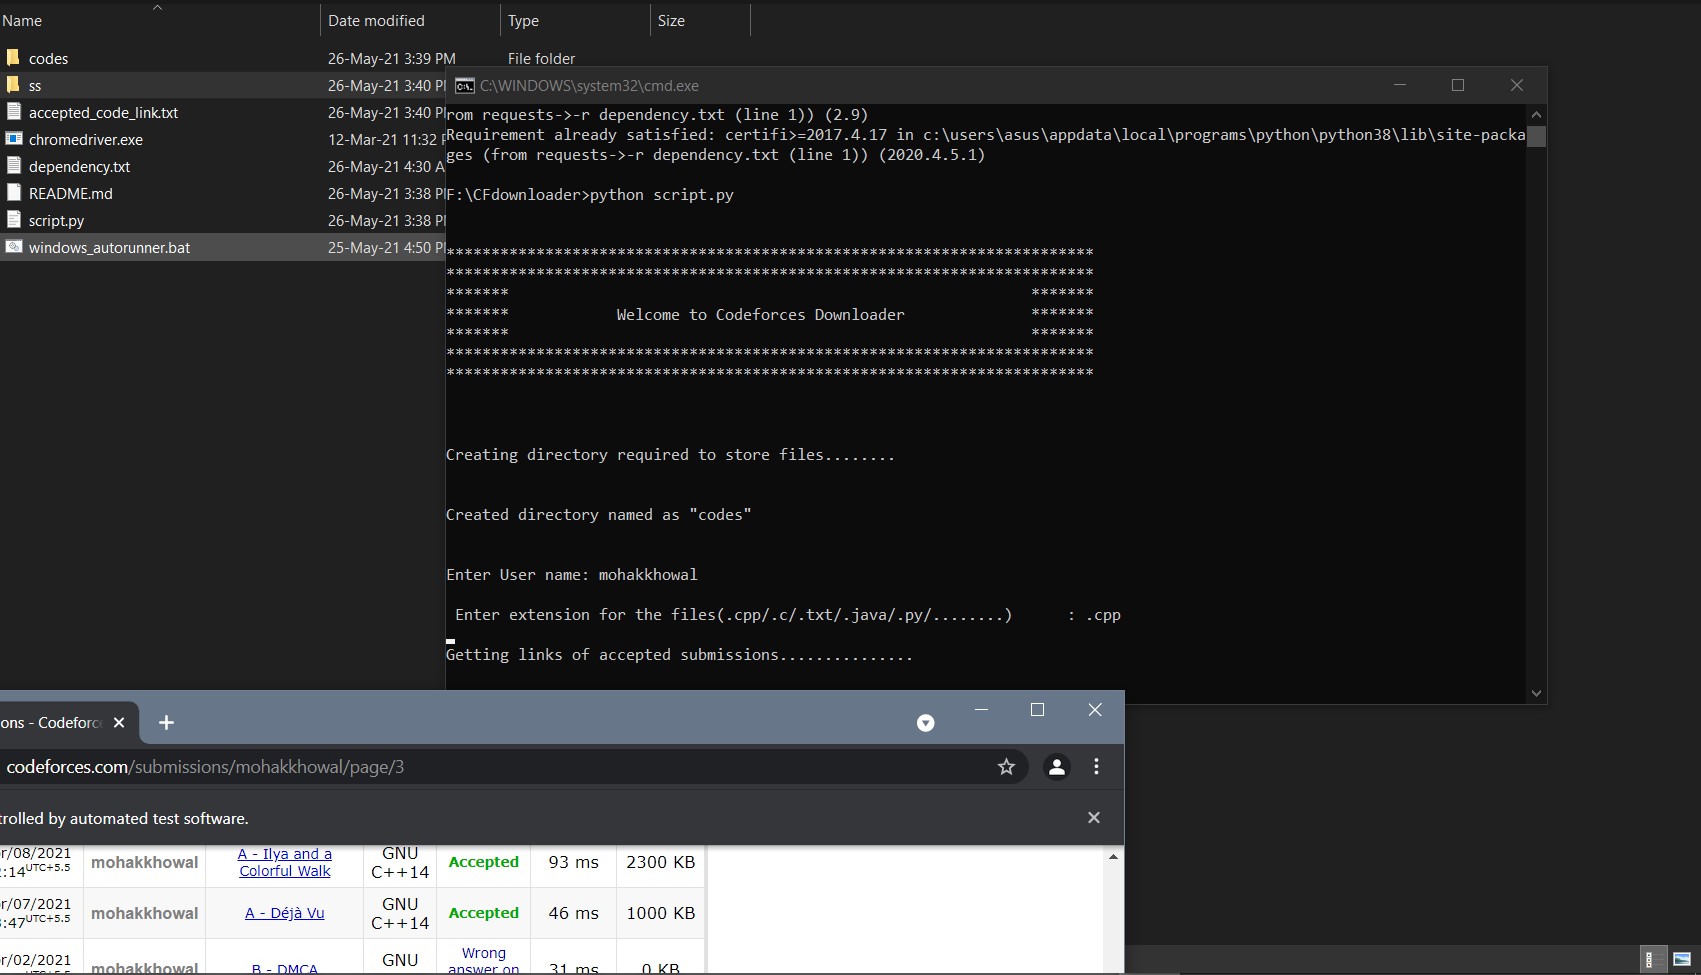 Name Date modified Type Size
codes 26-May-21 3:39 PM File folder
ss 26-May-21 3:40
accepted_code_link.txt 26-May-21 3:40
chromedriver.exe 12-Mar-21 11:32
dependency.txt 26-May-21 4:30
README.md 26-May-21 3:38
script.py 26-May-21 3:38
windows_autorunner.bat 25-May-21 4:50
C:\WINDOWS\system32\cmd.exe
rom requests->-r dependency.txt (line 1)) (2.9)
Requirement already satisfied: certifi>=2017.4.17 in c:\users\asus\appdata\local\programs\python\python38\lib\site-packa
ges (from requests->-r dependency.txt (line 1)) (2020.4.5.1)
F:\CFdownloader>python script.py
************************************************************************
************************************************************************
******* *******
******* Welcome to Codeforces Downloader *******
******* *******
************************************************************************
************************************************************************
Creating directory required to store files........
Created directory named as "codes"
Enter User name: mohakkhowal
Enter extension for the files(.cpp/.c/.txt/.java/.py/........) : .cpp
Getting links of accepted submissions...............
ons - Codeforc
codeforces.com/submissions/mohakkhowal/page/3
trolled by automated test software.
r/08/2021 mohakkhowal A - Ilya and a GNU Accepted 93 ms 2300 KB
:14 UTC+5.5 Colorful Walk C++14
r/07/2021 mohakkhowal A - Déjà Vu GNU Accepted 46 ms 1000 KB
:47 UTC+5.5 C++14
r/02/2021 mohakkhowal B - DMCA GNU Wrong 31 ms 0 KB
UTC+5.5 answer on